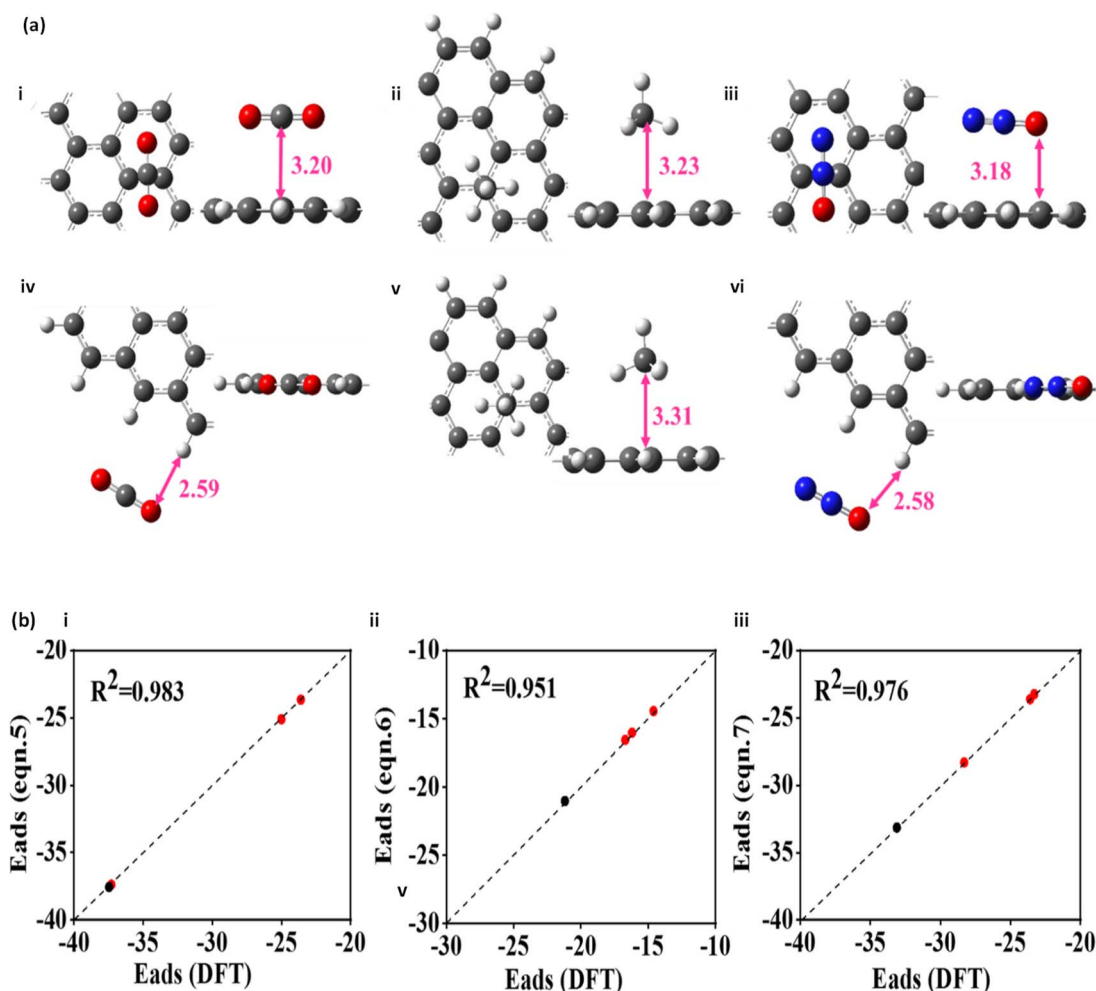 (a)
i
ii
iii
3.20
3.23
3.18
iv
v
vi
2.59
3.31
2.58
(b)
i
ii
iii
R²=0.983
Eads (eqn.5)
-20
-25
-30
-35
-40
-40 -35 -30 -25 -20
Eads (DFT)
R²=0.951
Eads (eqn.6)
-10
-15
-20
-25
-30
v
-30 -25 -20 -15 -10
Eads (DFT)
R²=0.976
Eads (eqn.7)
-20
-25
-30
-35
-40
-40 -35 -30 -25 -20
Eads (DFT)